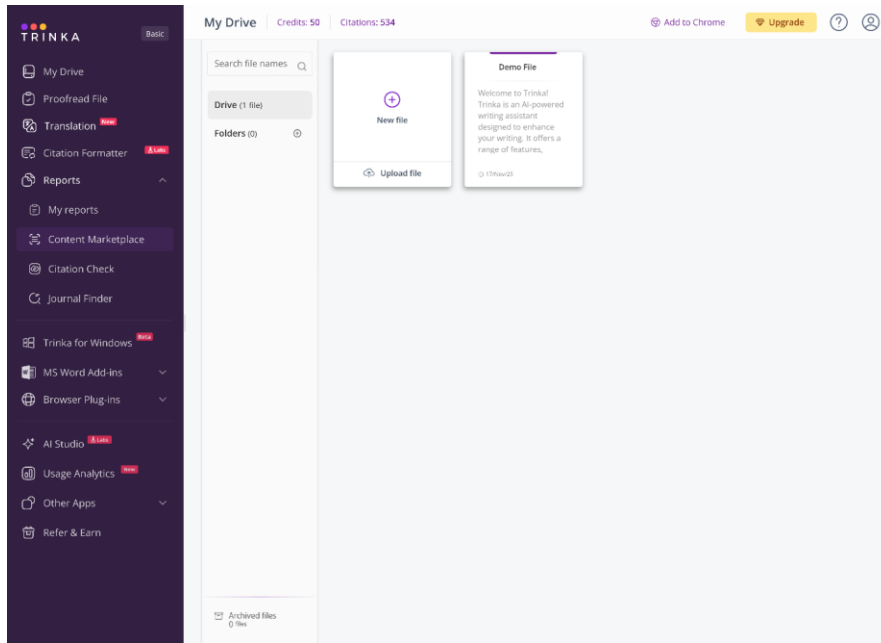 TRINKA
Basic
My Drive
Proofread File
Translation New
Citation Formatter Labs
Reports
My reports
Content Marketplace
Citation Check
Journal Finder
Trinka for Windows Beta
MS Word Add-ins
Browser Plug-ins
AI Studio Labs
Usage Analytics New
Other Apps
Refer & Earn
My Drive
Credits: 50
Citations: 534
Add to Chrome
Upgrade
Search file names
Drive (1 file)
Folders (0)
Archived files
0 files
New file
Upload file
Demo File
Welcome to Trinka!
Trinka is an AI-powered
writing assistant
designed to enhance
your writing. It offers a
range of features,
17/Nov/23